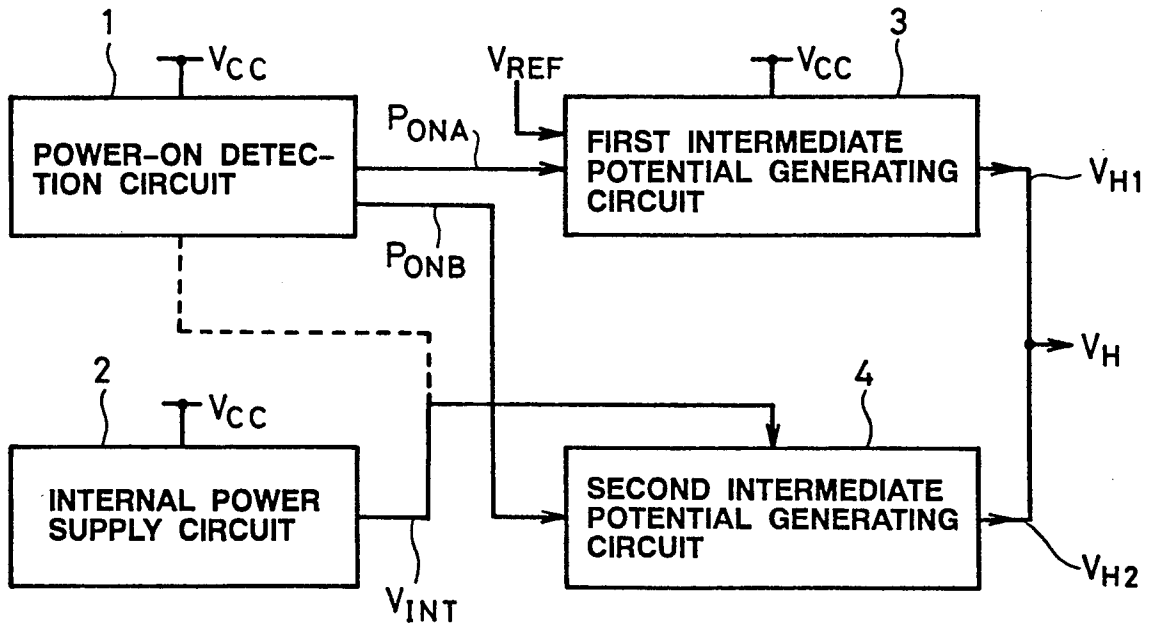 1
V_CC
POWER-ON DETEC-
TION CIRCUIT
P_ONA
P_ONB
V_REF
3
V_CC
FIRST INTERMEDIATE
POTENTIAL GENERATING
CIRCUIT
V_H1
V_H
2
V_CC
INTERNAL POWER
SUPPLY CIRCUIT
V_INT
4
SECOND INTERMEDIATE
POTENTIAL GENERATING
CIRCUIT
V_H2